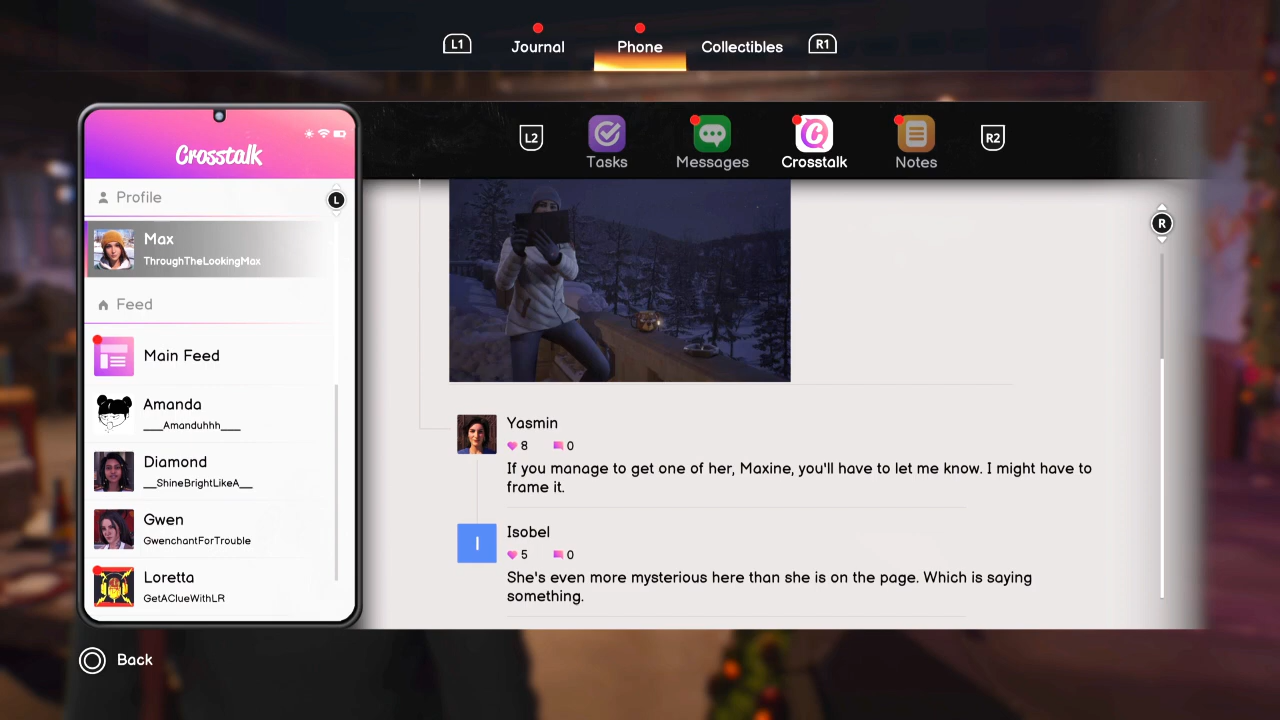 L1
Journal
Phone
Collectibles
R1
Crosstalk
L2
Tasks
Messages
Crosstalk
Notes
R2
Profile
L
Max
ThroughTheLookingMax
Feed
Main Feed
Amanda
___Amanduhhh____
Diamond
__ShineBrightLikeA__
Gwen
GwenchantForTrouble
Loretta
GetAClueWithLR
R
Yasmin
8
0
If you manage to get one of her, Maxine, you'll have to let me know. I might have to
frame it.
I
Isobel
5
0
She's even more mysterious here than she is on the page. Which is saying
something.
Back